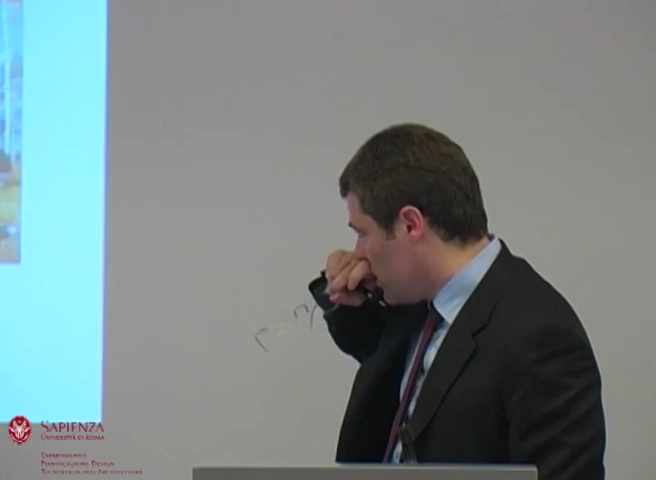 SAPIENZA
UNIVERSITÀ DI ROMA
DIPARTIMENTO
PIANIFICAZIONE DESIGN
TECNOLOGIA DELL'ARCHITETTURA